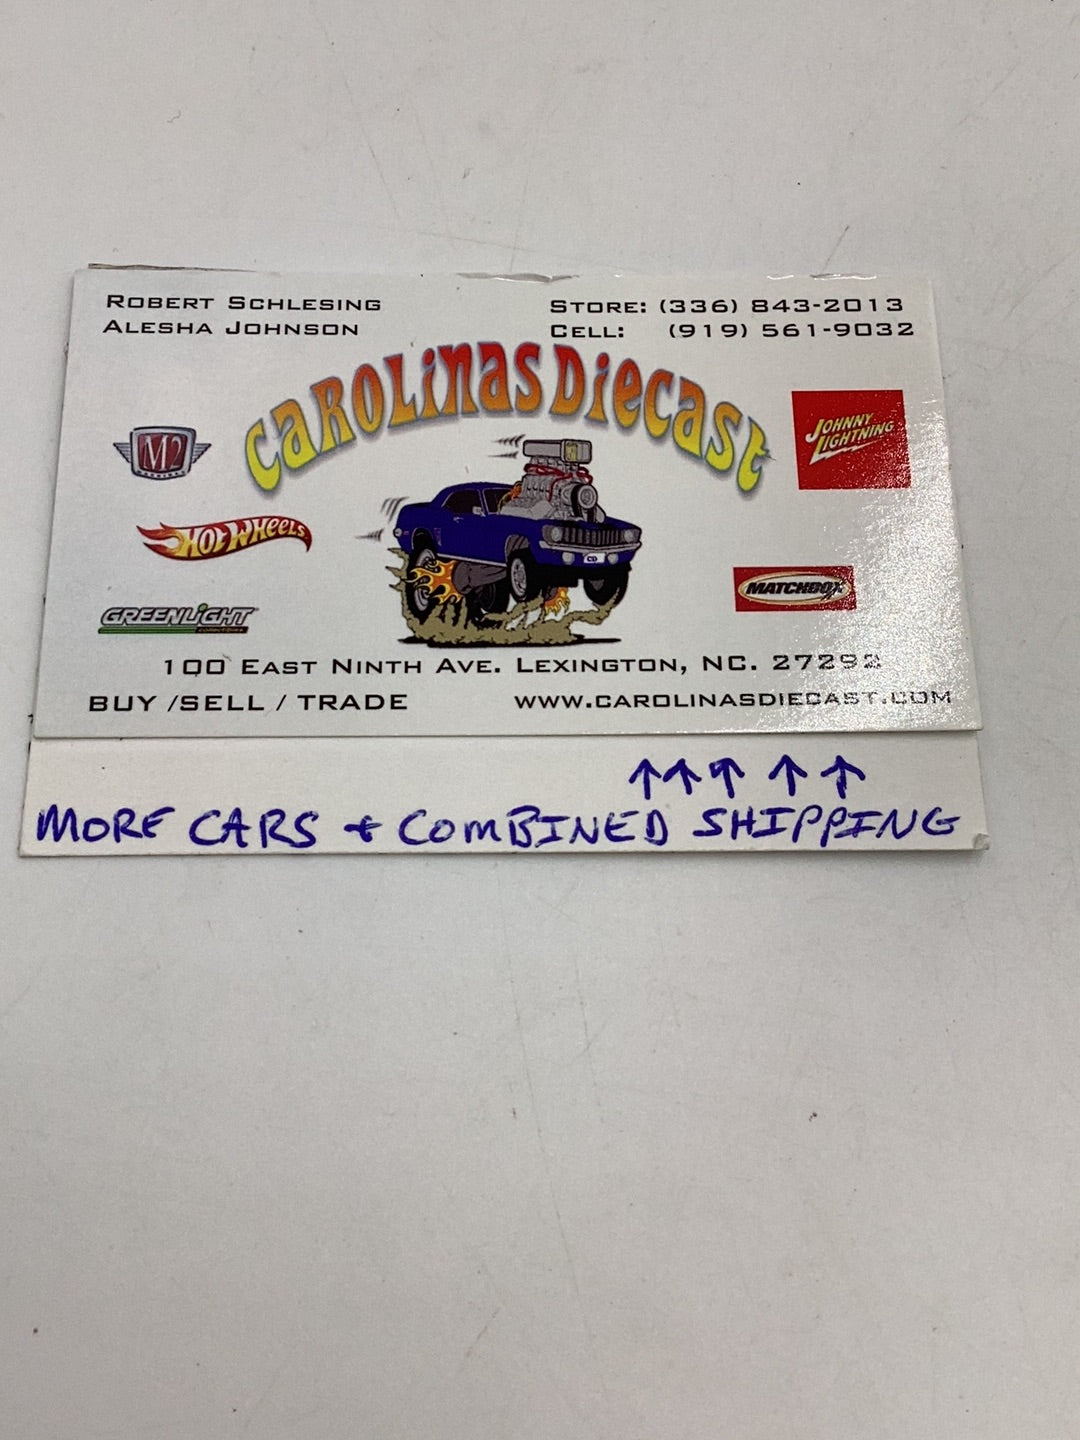 ROBERT SCHLESING
ALESHA JOHNSON
STORE: (336) 843-2013
CELL: (919) 561-9032
CAROLINAS DIECAST
M2
JOHNNY LIGHTNING
HOT WHEELS
MATCHBOX
GREENLIGHT
CD
100 EAST NINTH AVE. LEXINGTON, NC. 27292
BUY /SELL / TRADE
WWW.CAROLINASDIECAST.COM
MORE CARS + COMBINED SHIPPING